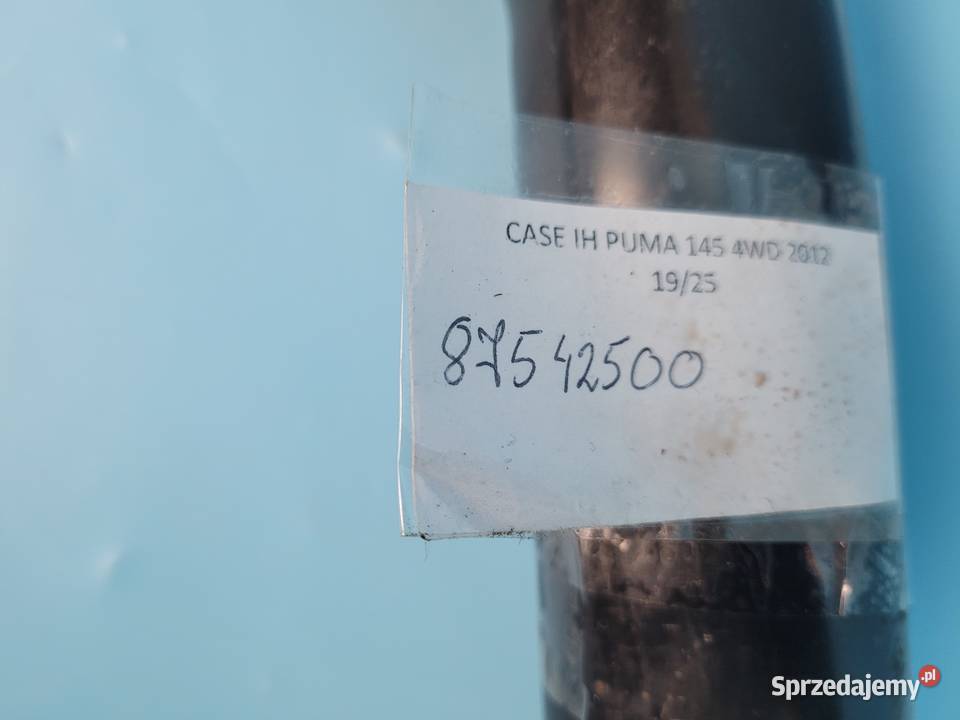 CASE IH PUMA 145 4WD 2012
19/25
87542500
Sprzedajemy.pl